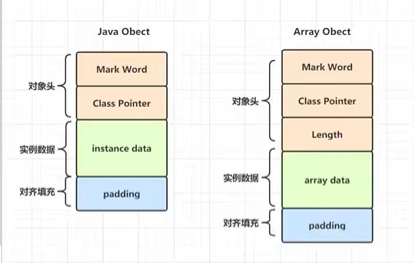 Java Obect
Array Obect
对象头
Mark Word
Class Pointer
实例数据
instance data
对齐填充
padding
对象头
Mark Word
Class Pointer
Length
实例数据
array data
对齐填充
padding